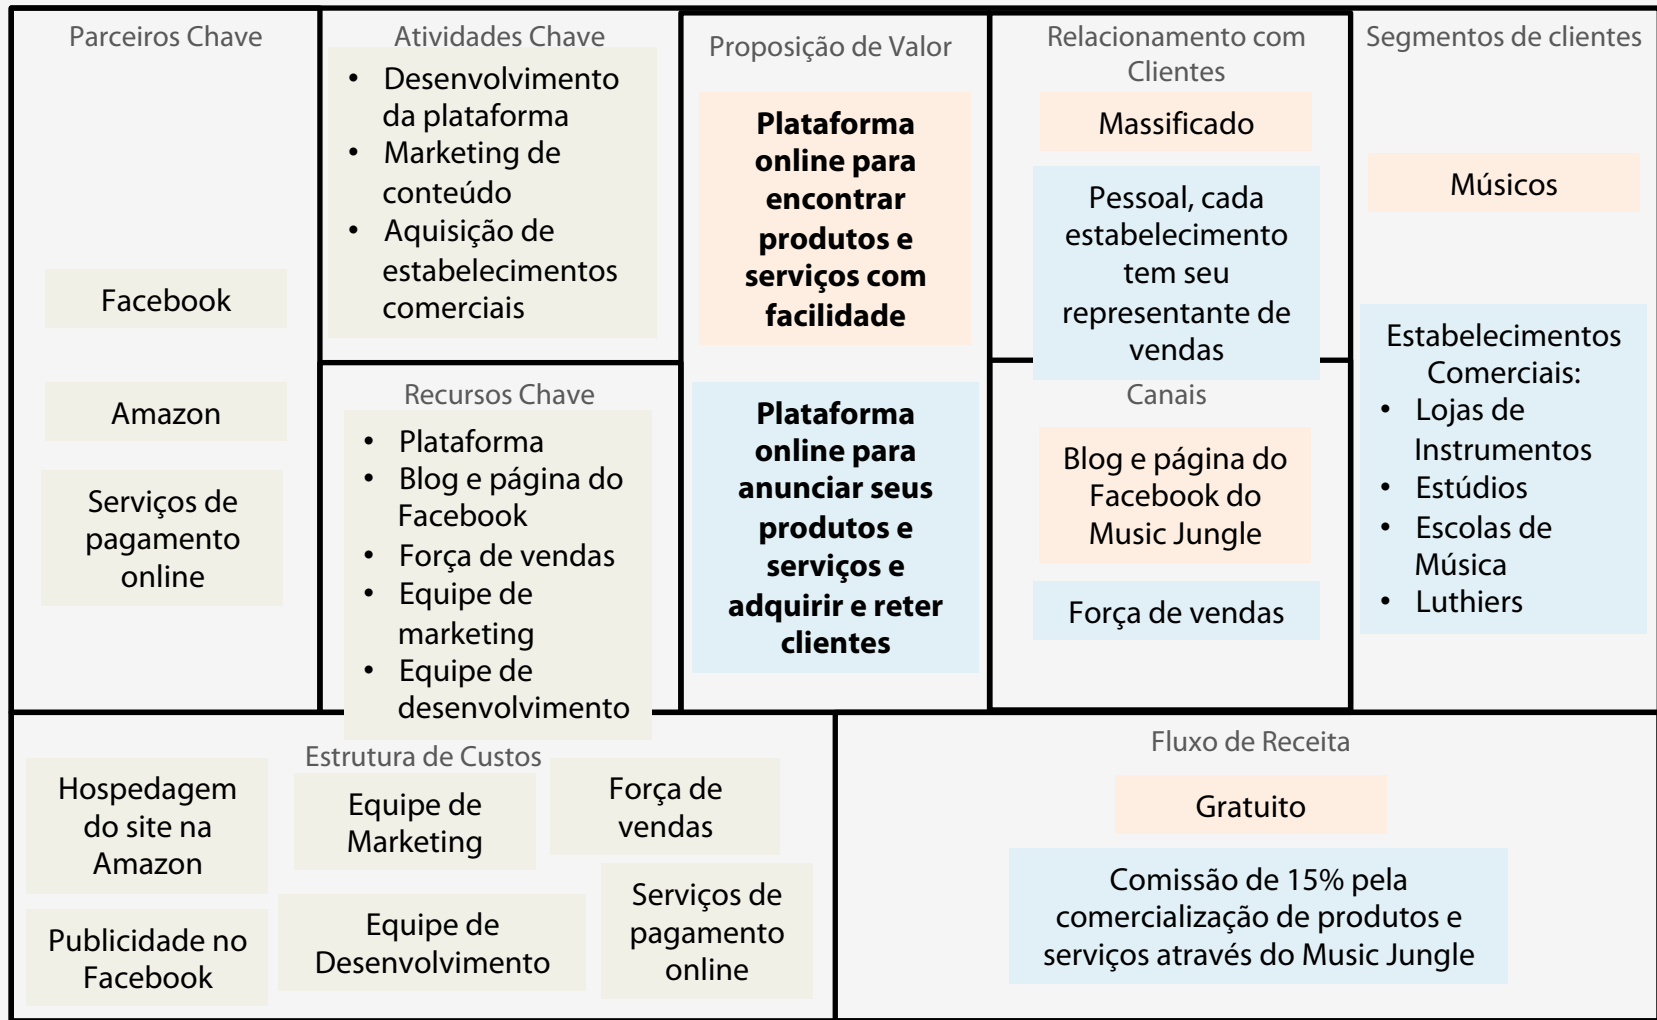 Parceiros Chave
Facebook
Amazon
Serviços de
pagamento
online
Atividades Chave
• Desenvolvimento
da plataforma
• Marketing de
conteúdo
• Aquisição de
estabelecimentos
comerciais
Recursos Chave
• Plataforma
• Blog e página do
Facebook
• Força de vendas
• Equipe de
marketing
• Equipe de
desenvolvimento
Proposição de Valor
Plataforma
online para
encontrar
produtos e
serviços com
facilidade
Plataforma
online para
anunciar seus
produtos e
serviços e
adquirir e reter
clientes
Relacionamento com
Clientes
Massificado
Pessoal, cada
estabelecimento
tem seu
representante de
vendas
Canais
Blog e página do
Facebook do
Music Jungle
Força de vendas
Segmentos de clientes
Músicos
Estabelecimentos
Comerciais:
• Lojas de
Instrumentos
• Estúdios
• Escolas de
Música
• Luthiers
Estrutura de Custos
Hospedagem
do site na
Amazon
Equipe de
Marketing
Força de
vendas
Publicidade no
Facebook
Equipe de
Desenvolvimento
Serviços de
pagamento
online
Fluxo de Receita
Gratuito
Comissão de 15% pela
comercialização de produtos e
serviços através do Music Jungle